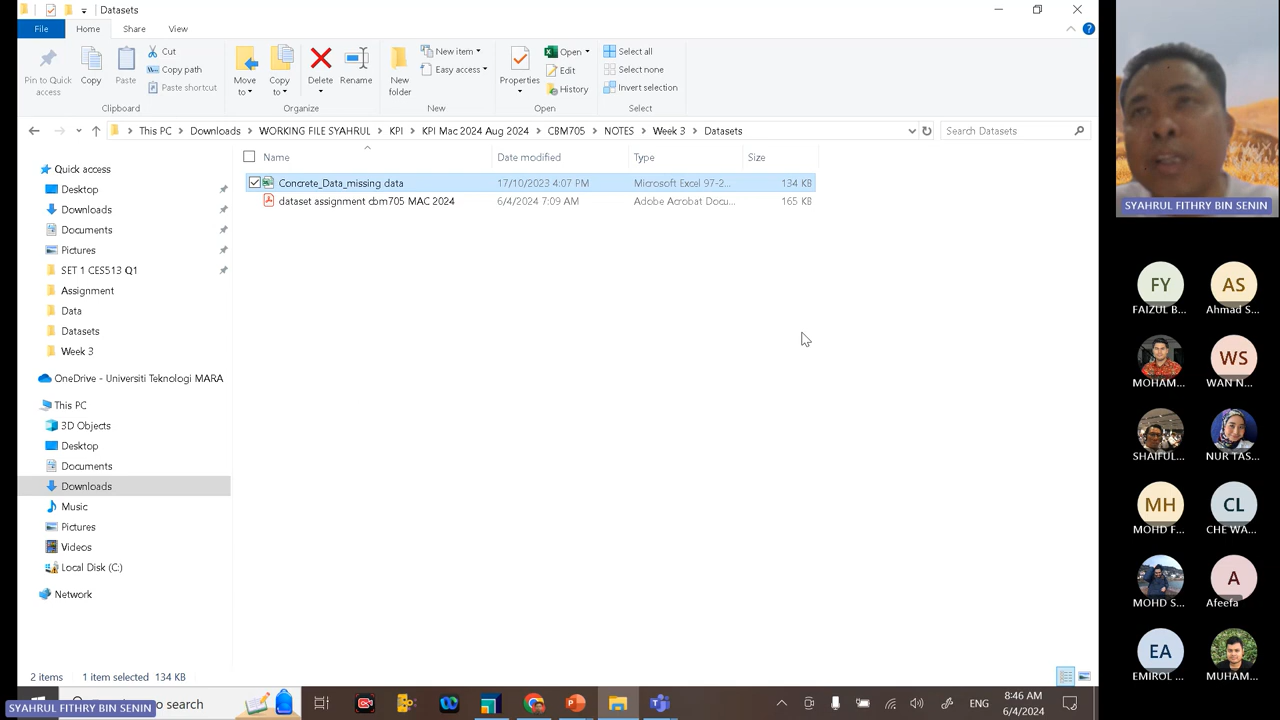 Datasets
File
Home
Share
View
Pin to Quick access
Copy
Paste
Cut
Copy path
Paste shortcut
Clipboard
Move to
Copy to
Delete
Rename
Organize
New folder
New item
Easy access
New
Properties
Open
Edit
History
Open
Select all
Select none
Invert selection
Select
This PC
Downloads
WORKING FILE SYAHRUL
KPI
KPI Mac 2024 Aug 2024
CBM705
NOTES
Week 3
Datasets
Search Datasets
Name
Date modified
Type
Size
Concrete_Data_missing data
17/10/2023 4:07 PM
Microsoft Excel 97-2...
134 KB
dataset assignment cbm705 MAC 2024
6/4/2024 7:09 AM
Adobe Acrobat Docu...
165 KB
Quick access
Desktop
Downloads
Documents
Pictures
SET 1 CES513 Q1
Assignment
Data
Datasets
Week 3
OneDrive - Universiti Teknologi MARA
This PC
3D Objects
Desktop
Documents
Downloads
Music
Pictures
Videos
Local Disk (C:)
Network
2 items
1 item selected 134 KB
SYAHRUL FITHRY BIN SENIN
search
ENG
8:46 AM
6/4/2024
SYAHRUL FITHRY BIN SENIN
FY
FAIZUL B...
AS
Ahmad S...
MOHAM...
WS
WAN N...
SHAIFUL...
NUR TAS...
MH
MOHD F...
CL
CHE WA...
MOHD S...
A
Afeefa
EA
EMIROL ...
MUHAM...